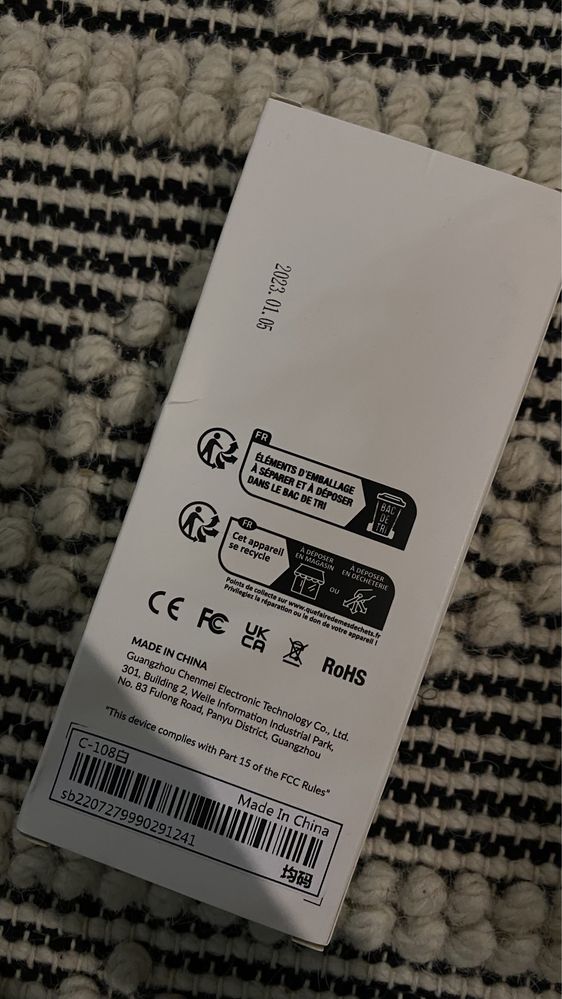 2023. 01. 05
FR
ÉLÉMENTS D'EMBALLAGE
À SÉPARER ET À DÉPOSER
DANS LE BAC DE TRI
BAC
DE
TRI
FR
Cet appareil
se recycle
À DÉPOSER
EN MAGASIN
OU
À DÉPOSER
EN DÉCHÈTERIE
Points de collecte sur www.quefairedemesdechets.fr
Privilégiez la réparation ou le don de votre appareil !
CE FC UK
CA RoHS
MADE IN CHINA
Guangzhou Chenmei Electronic Technology Co., Ltd.
301, Building 2, Weile Information Industrial Park,
No. 83 Fulong Road, Panyu District, Guangzhou
"This device complies with Part 15 of the FCC Rules"
C-108白
Made In China
sb2207279990291241
均码